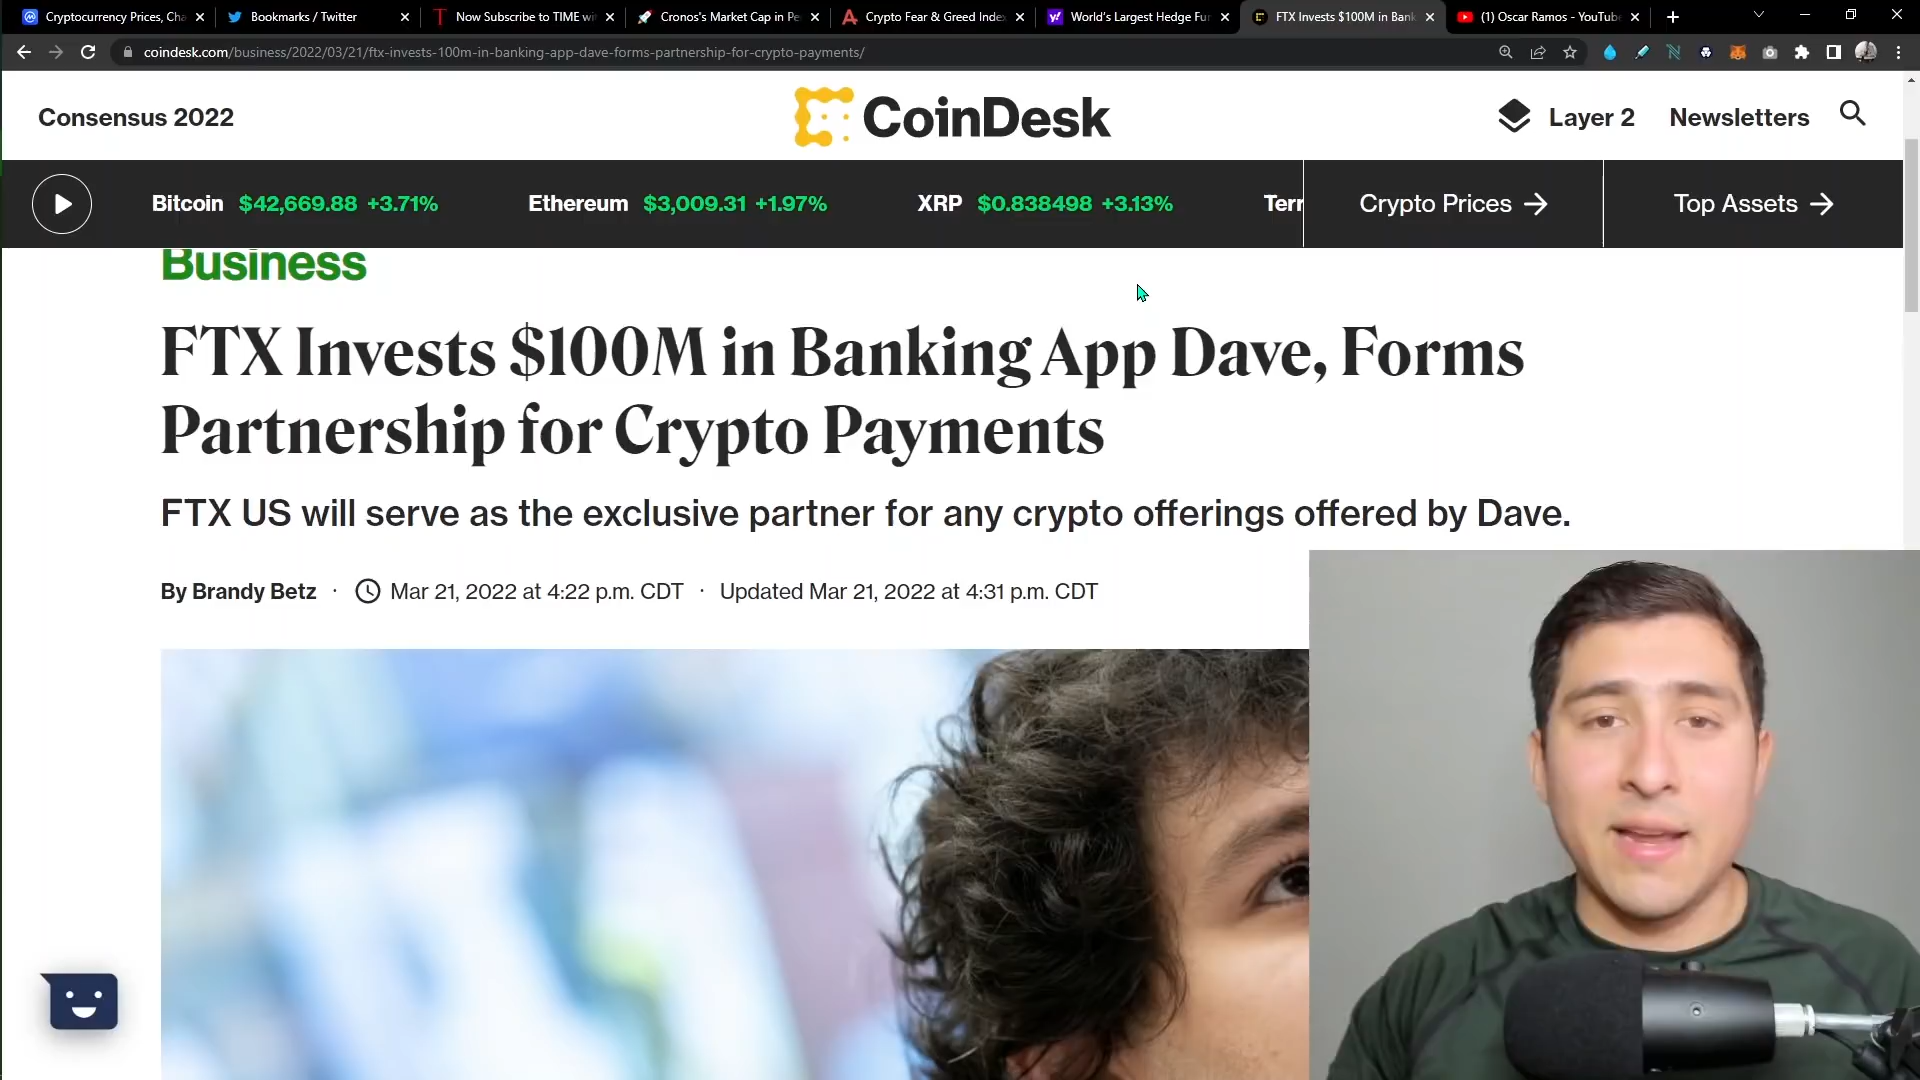 Cryptocurrency Prices, Cha
Bookmarks / Twitter
Now Subscribe to TIME wi
Cronos's Market Cap in Pe
Crypto Fear & Greed Index
World's Largest Hedge Fu
FTX Invests $100M in Bank
(1) Oscar Ramos - YouTube
coindesk.com/business/2022/03/21/ftx-invests-100m-in-banking-app-dave-forms-partnership-for-crypto-payments/
Consensus 2022
CoinDesk
Layer 2
Newsletters
Bitcoin $42,669.88 +3.71%
Ethereum $3,009.31 +1.97%
XRP $0.838498 +3.13%
Terr
Crypto Prices →
Top Assets →
Business
FTX Invests $100M in Banking App Dave, Forms
Partnership for Crypto Payments
FTX US will serve as the exclusive partner for any crypto offerings offered by Dave.
By Brandy Betz · Mar 21, 2022 at 4:22 p.m. CDT · Updated Mar 21, 2022 at 4:31 p.m. CDT